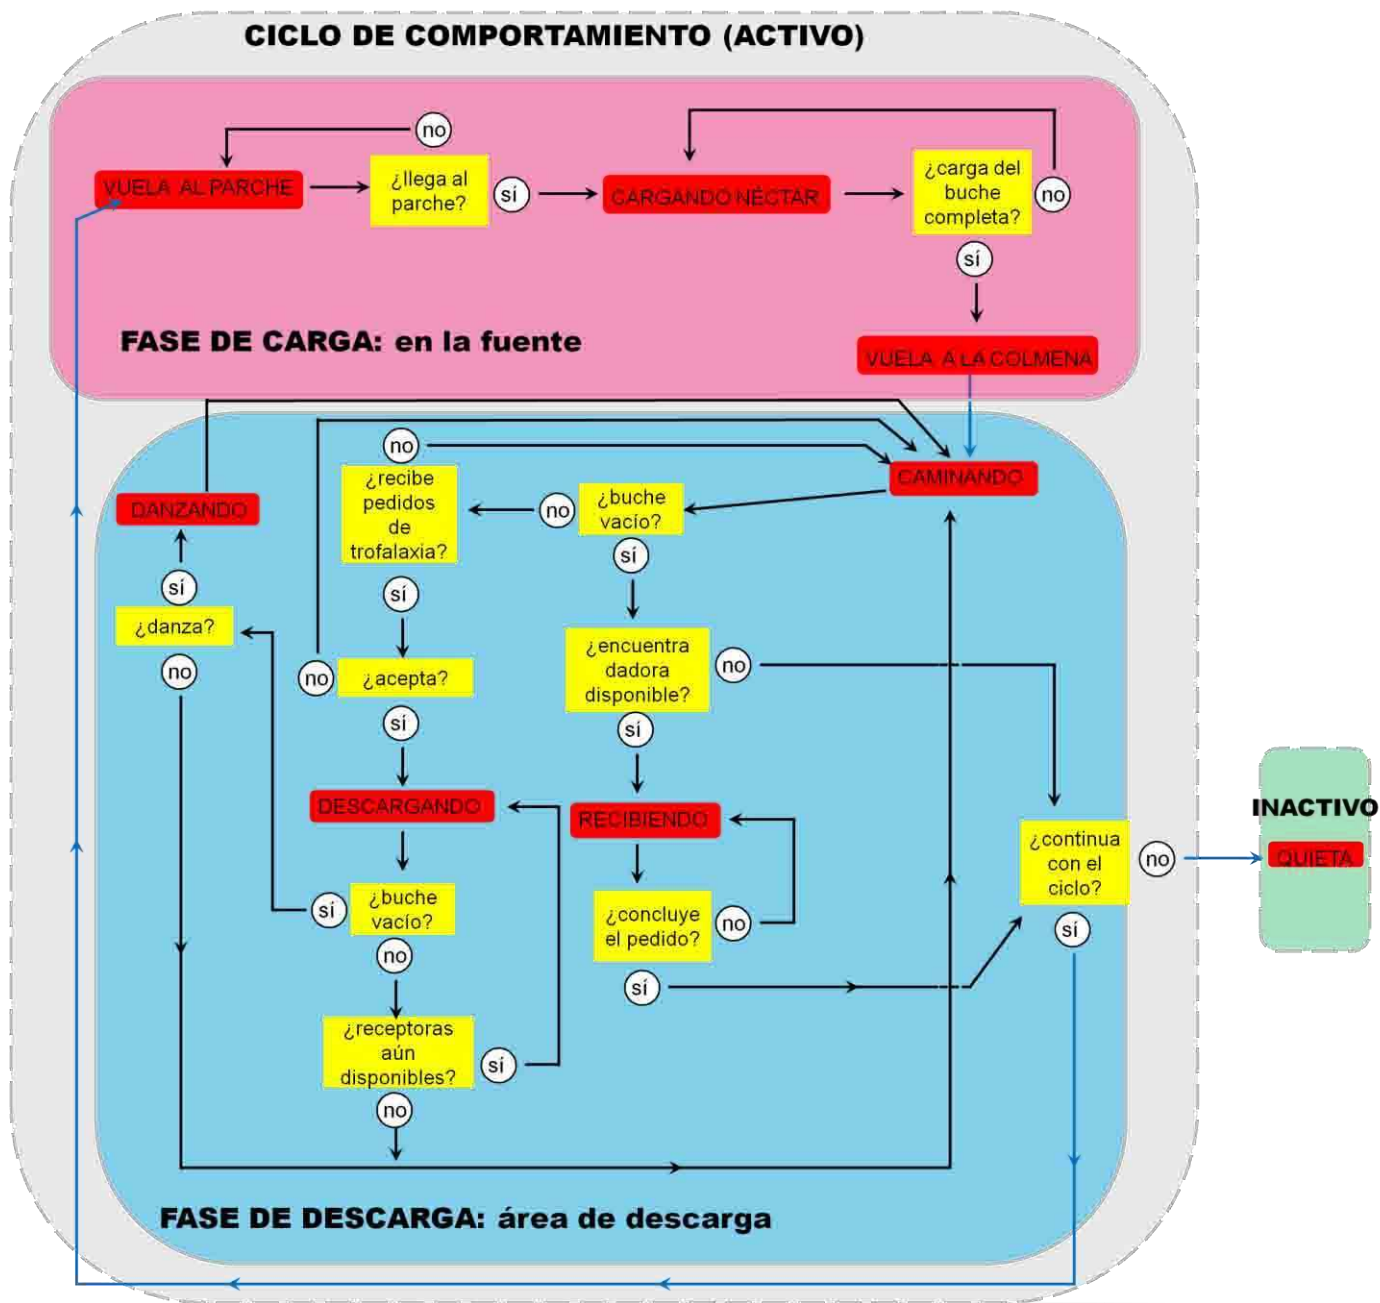 CICLO DE COMPORTAMIENTO (ACTIVO)
no
VUELA AL PARCHE
¿llega al
parche?
sí
CARGANDO NÉCTAR
¿carga del
buche
completa?
no
sí
FASE DE CARGA: en la fuente
VUELA A LA COLMENA
no
¿recibe
pedidos
de
trofalaxia?
no
¿buche
vacío?
CAMINANDO
DANZANDO
sí
sí
sí
¿danza?
no
¿encuentra
dadora
disponible?
no
no
¿acepta?
sí
sí
DESCARGANDO
RECIBIENDO
INACTIVO
QUIETA
¿continua
con el
ciclo?
no
sí
¿buche
vacío?
sí
no
¿concluye
el pedido?
no
sí
¿receptoras
aún
disponibles?
sí
no
FASE DE DESCARGA: área de descarga